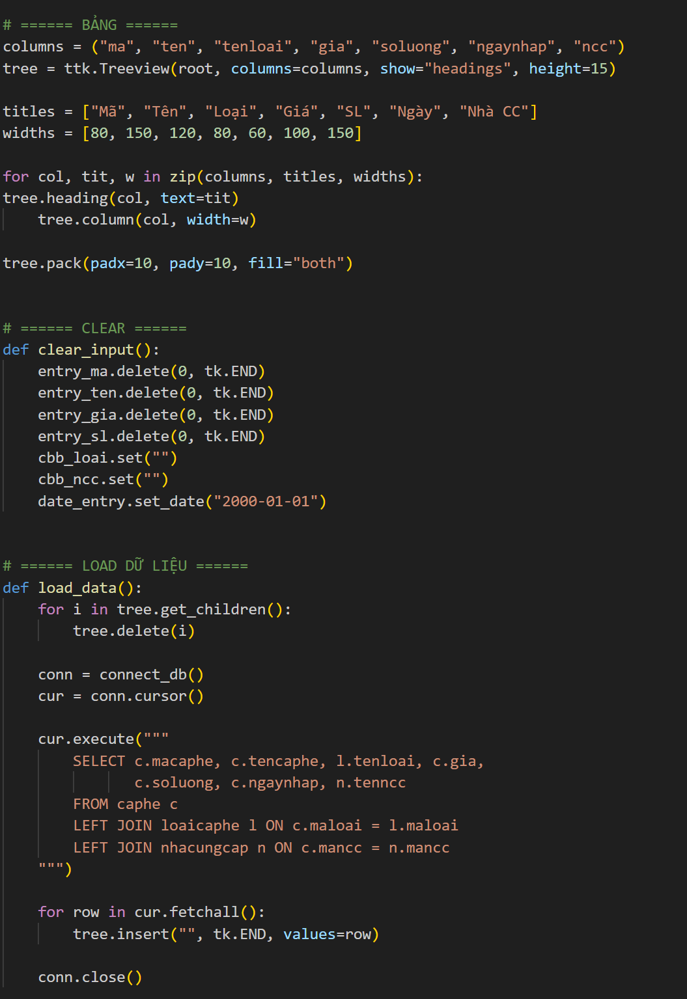 # ====== BẢNG ======
columns = ("ma", "ten", "tenloai", "gia", "soluong", "ngaynhap", "ncc")
tree = ttk.Treeview(root, columns=columns, show="headings", height=15)

titles = ["Mã", "Tên", "Loại", "Giá", "SL", "Ngày", "Nhà CC"]
widths = [80, 150, 120, 80, 60, 100, 150]

for col, tit, w in zip(columns, titles, widths):
tree.heading(col, text=tit)
    tree.column(col, width=w)

tree.pack(padx=10, pady=10, fill="both")


# ====== CLEAR ======
def clear_input():
    entry_ma.delete(0, tk.END)
    entry_ten.delete(0, tk.END)
    entry_gia.delete(0, tk.END)
    entry_sl.delete(0, tk.END)
    cbb_loai.set("")
    cbb_ncc.set("")
    date_entry.set_date("2000-01-01")


# ====== LOAD DỮ LIỆU ======
def load_data():
    for i in tree.get_children():
        tree.delete(i)

    conn = connect_db()
    cur = conn.cursor()

    cur.execute("""
        SELECT c.macaphe, c.tencaphe, l.tenloai, c.gia,
               c.soluong, c.ngaynhap, n.tenncc
        FROM caphe c
        LEFT JOIN loaicaphe l ON c.maloai = l.maloai
        LEFT JOIN nhacungcap n ON c.mancc = n.mancc
    """)

    for row in cur.fetchall():
        tree.insert("", tk.END, values=row)

    conn.close()